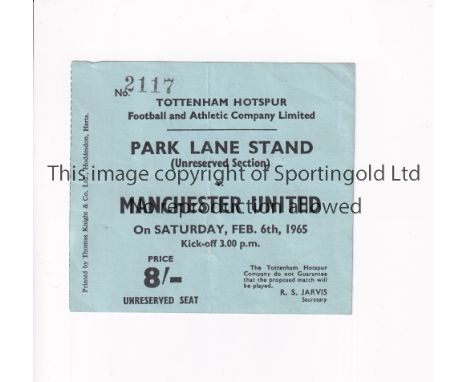 No. 2117
TOTTENHAM HOTSPUR
Football and Athletic Company Limited
PARK LANE STAND
(Unreserved Section)
v.
MANCHESTER UNITED
On SATURDAY, FEB. 6th, 1965
Kick-off 3.00 p.m.
PRICE
8/-
UNRESERVED SEAT
The Tottenham Hotspur
Company do not Guarantee
that the proposed match will
be played.
R. S. JARVIS
Secretary
Printed by Thomas Knight & Co. Ltd., Hoddesdon, Herts.
This image copyright of Sportingold Ltd
No reproduction allowed